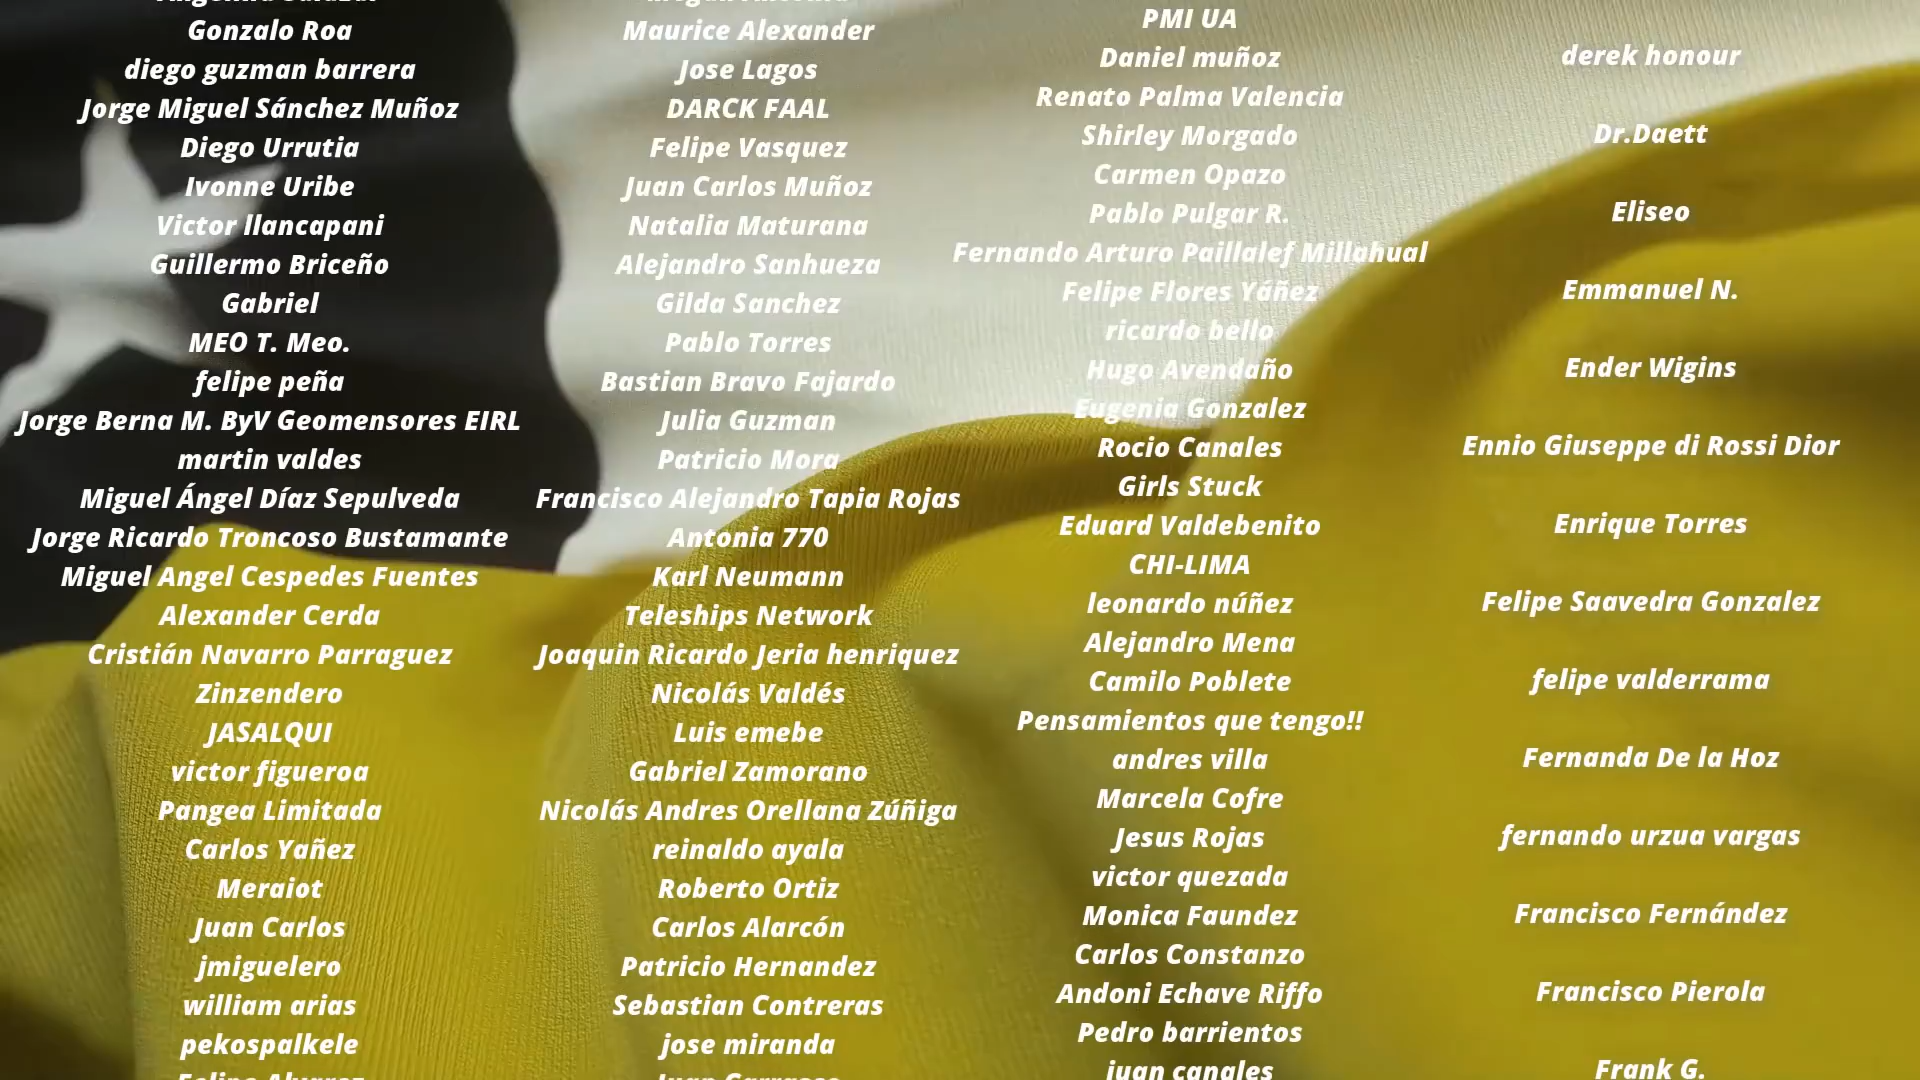 Gonzalo Roa
diego guzman barrera
Jorge Miguel Sánchez Muñoz
Diego Urrutia
Ivonne Uribe
Victor llancapani
Guillermo Briceño
Gabriel
MEO T. Meo.
felipe peña
Jorge Berna M. ByV Geomensores EIRL
martin valdes
Miguel Ángel Díaz Sepulveda
Jorge Ricardo Troncoso Bustamante
Miguel Angel Cespedes Fuentes
Alexander Cerda
Cristián Navarro Parraguez
Zinzendero
JASALQUI
victor figueroa
Pangea Limitada
Carlos Yañez
Meraiot
Juan Carlos
jmiguelero
william arias
pekospalkele
Felipe Alvarez
Maurice Alexander
Jose Lagos
DARCK FAAL
Felipe Vasquez
Juan Carlos Muñoz
Natalia Maturana
Alejandro Sanhueza
Gilda Sanchez
Pablo Torres
Bastian Bravo Fajardo
Julia Guzman
Patricio Mora
Francisco Alejandro Tapia Rojas
Antonia 770
Karl Neumann
Teleships Network
Joaquin Ricardo Jeria henriquez
Nicolás Valdés
Luis emebe
Gabriel Zamorano
Nicolás Andres Orellana Zúñiga
reinaldo ayala
Roberto Ortiz
Carlos Alarcón
Patricio Hernandez
Sebastian Contreras
jose miranda
Juan Carrasco
PMI UA
Daniel muñoz
Renato Palma Valencia
Shirley Morgado
Carmen Opazo
Pablo Pulgar R.
Fernando Arturo Paillalef Millahual
Felipe Flores Yáñez
ricardo bello
Hugo Avendaño
Eugenia Gonzalez
Rocio Canales
Girls Stuck
Eduard Valdebenito
CHI-LIMA
leonardo núñez
Alejandro Mena
Camilo Poblete
Pensamientos que tengo!!
andres villa
Marcela Cofre
Jesus Rojas
victor quezada
Monica Faundez
Carlos Constanzo
Andoni Echave Riffo
Pedro barrientos
juan canales
derek honour
Dr.Daett
Eliseo
Emmanuel N.
Ender Wigins
Ennio Giuseppe di Rossi Dior
Enrique Torres
Felipe Saavedra Gonzalez
felipe valderrama
Fernanda De la Hoz
fernando urzua vargas
Francisco Fernández
Francisco Pierola
Frank G.